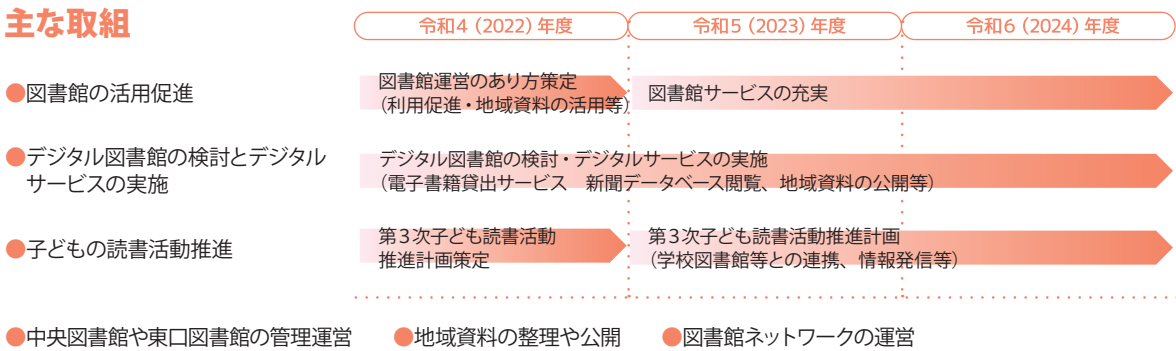 主な取組
令和4（2022）年度
令和5（2023）年度
令和6（2024）年度
●図書館の活用促進
図書館運営のあり方策定
（利用促進・地域資料の活用等）
図書館サービスの充実
●デジタル図書館の検討とデジタル
サービスの実施
デジタル図書館の検討・デジタルサービスの実施
（電子書籍貸出サービス　新聞データベース閲覧、地域資料の公開等）
●子どもの読書活動推進
第３次子ども読書活動
推進計画策定
第３次子ども読書活動推進計画
（学校図書館等との連携、情報発信等）
●中央図書館や東口図書館の管理運営
●地域資料の整理や公開
●図書館ネットワークの運営